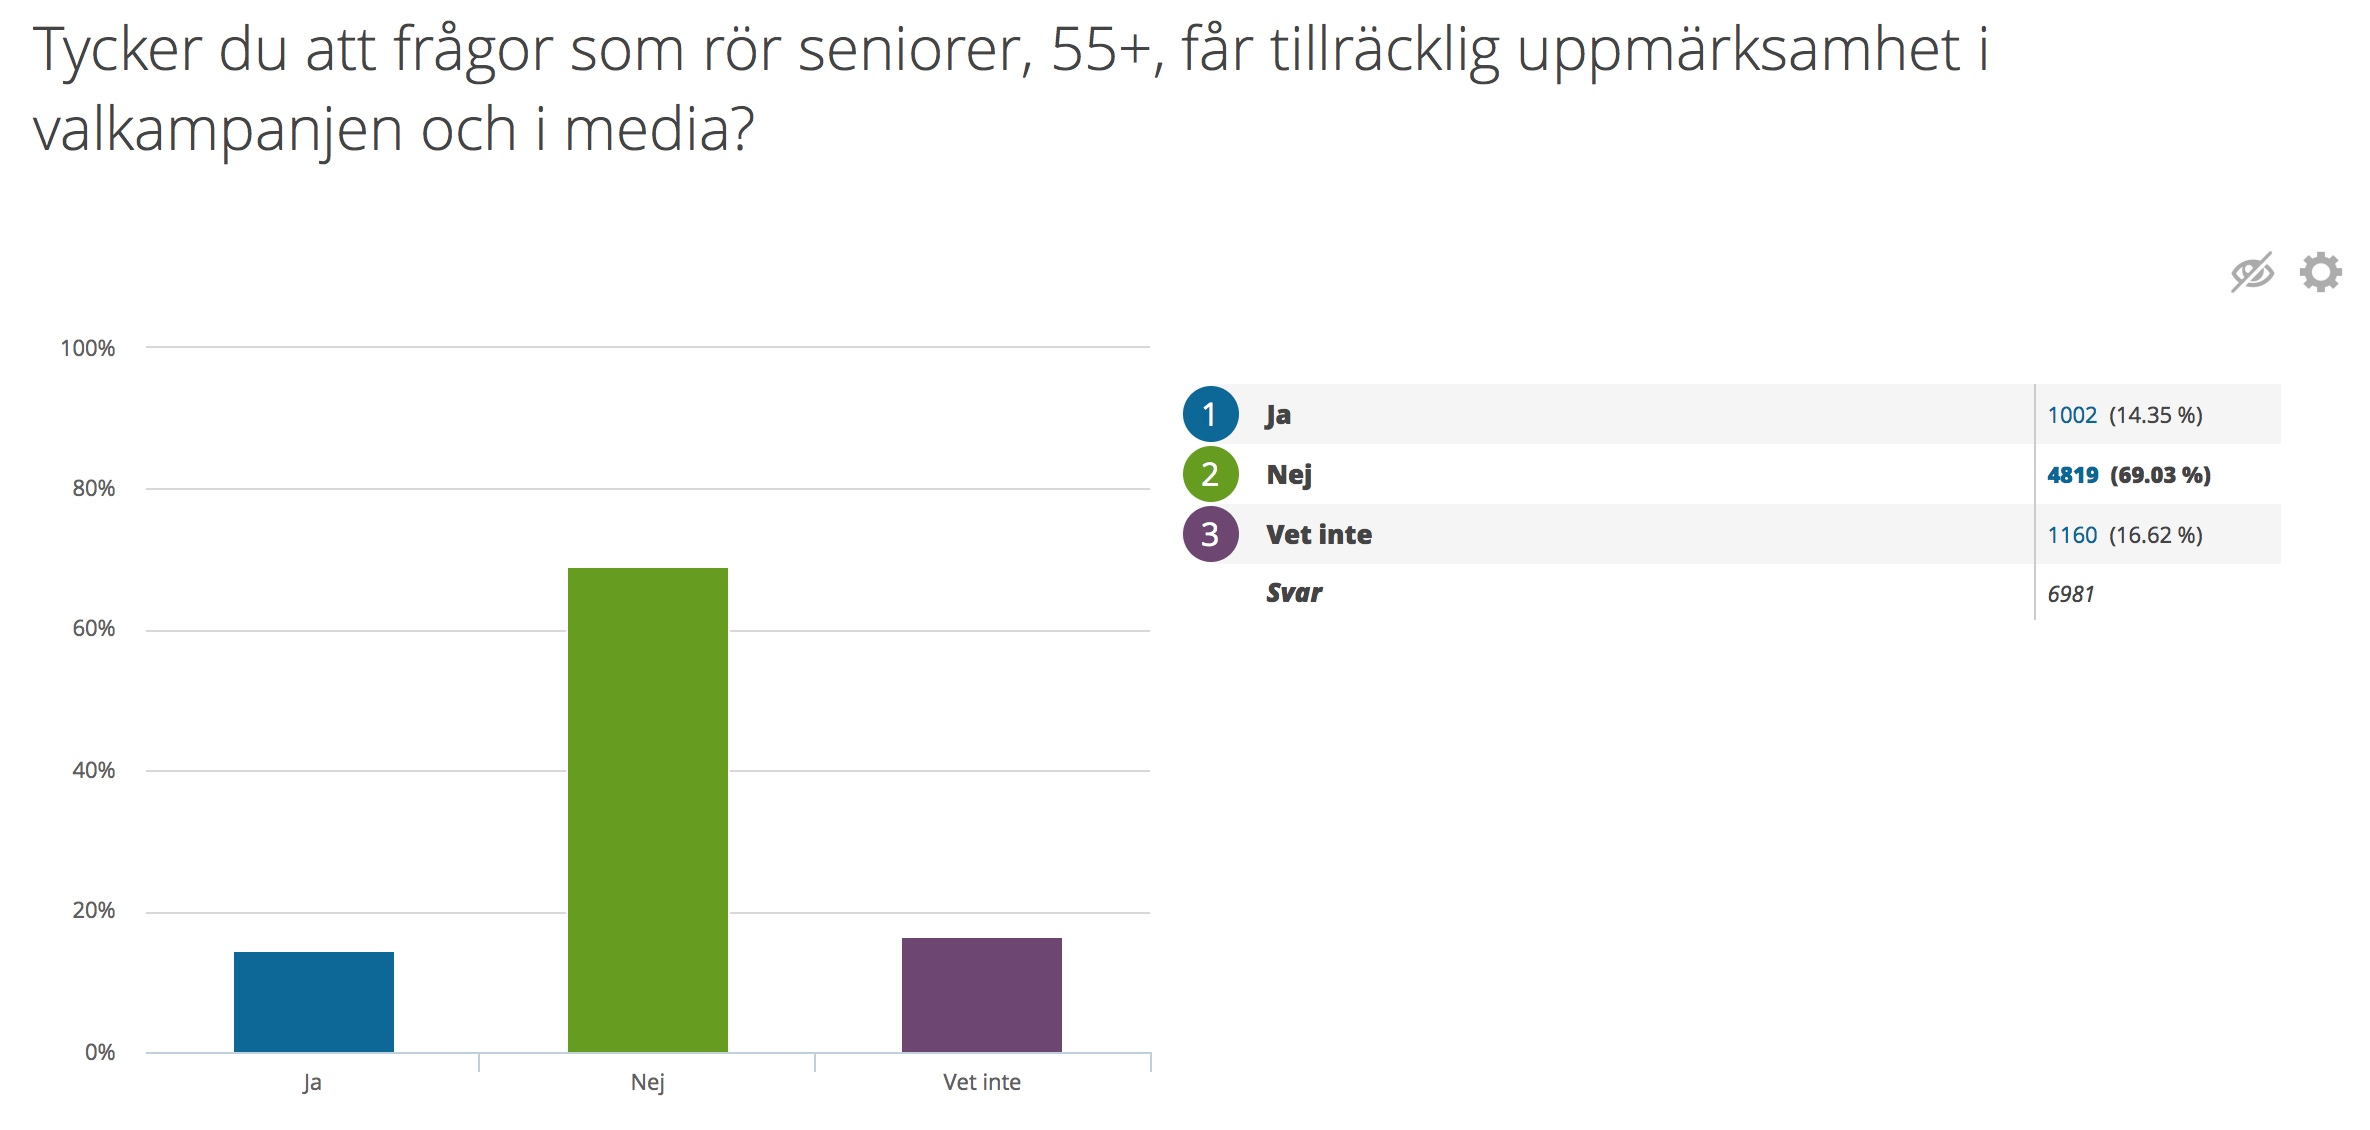 Tycker du att frågor som rör seniorer, 55+, får tillräcklig uppmärksamhet i
valkampanjen och i media?
100%
80%
60%
40%
20%
0%
Ja
Nej
Vet inte
1 Ja 1002 (14.35 %)
2 Nej 4819 (69.03 %)
3 Vet inte 1160 (16.62 %)
Svar 6981